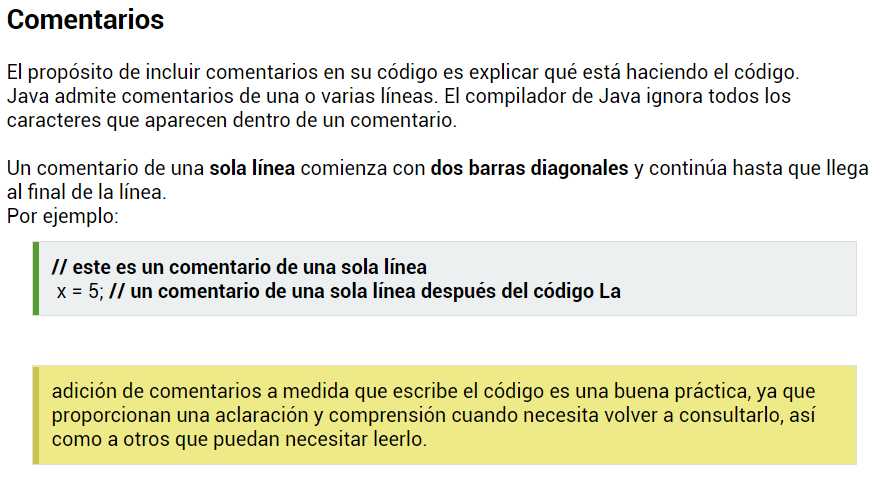 Comentarios
El propósito de incluir comentarios en su código es explicar qué está haciendo el código.
Java admite comentarios de una o varias líneas. El compilador de Java ignora todos los
caracteres que aparecen dentro de un comentario.
Un comentario de una sola línea comienza con dos barras diagonales y continúa hasta que llega
al final de la línea.
Por ejemplo:
// este es un comentario de una sola línea
x = 5; // un comentario de una sola línea después del código La
adición de comentarios a medida que escribe el código es una buena práctica, ya que
proporcionan una aclaración y comprensión cuando necesita volver a consultarlo, así
como a otros que puedan necesitar leerlo.